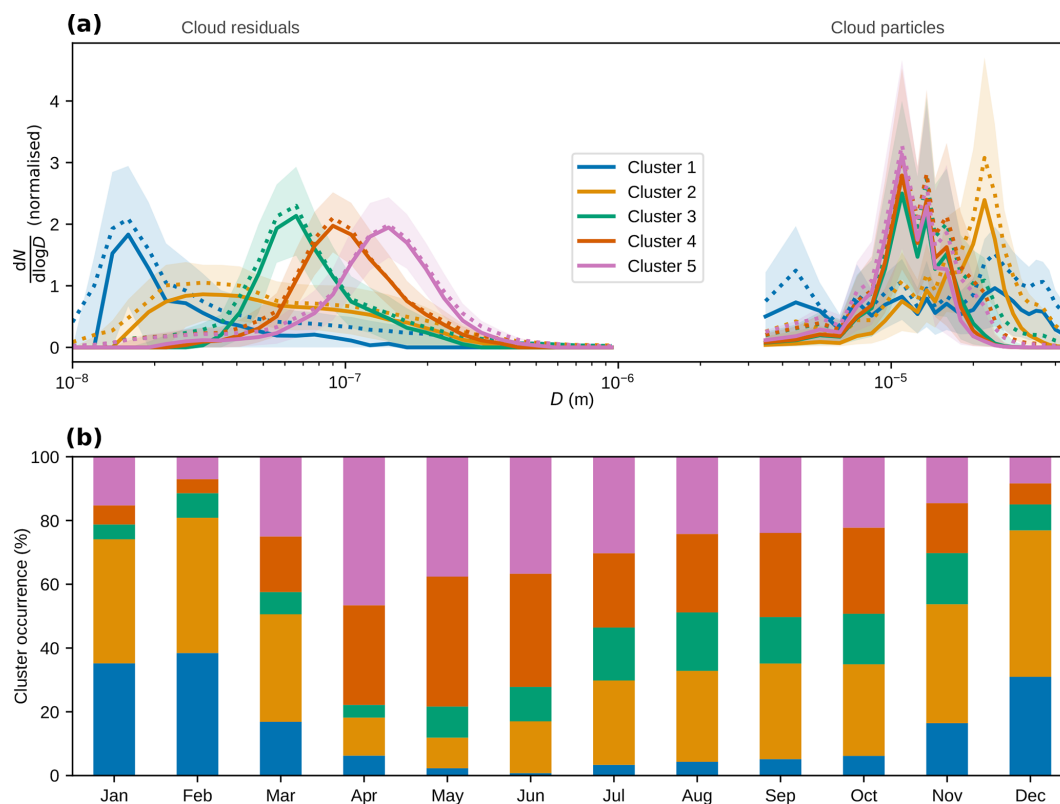 (a)
Cloud residuals
Cloud particles
dN
dlogD (normalised)
4
3
2
1
0
Cluster 1
Cluster 2
Cluster 3
Cluster 4
Cluster 5
10⁻⁸
10⁻⁷
10⁻⁶
10⁻⁵
D (m)
(b)
Cluster occurrence (%)
100
80
60
40
20
0
Jan Feb Mar Apr May Jun Jul Aug Sep Oct Nov Dec